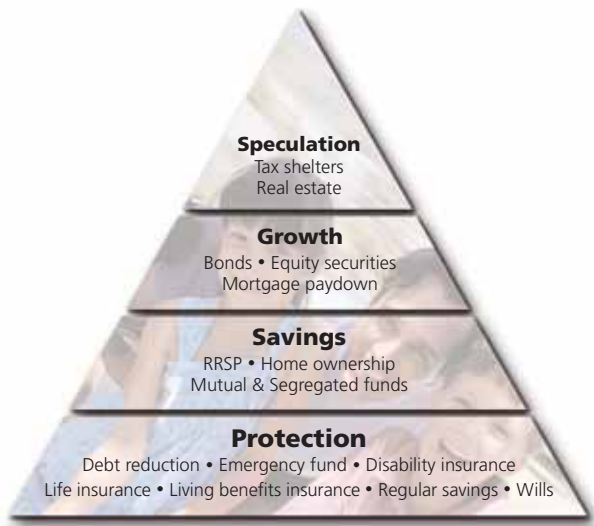 Speculation
Tax shelters
Real estate
Growth
Bonds • Equity securities
Mortgage paydown
Savings
RRSP • Home ownership
Mutual & Segregated funds
Protection
Debt reduction • Emergency fund • Disability insurance
Life insurance • Living benefits insurance • Regular savings • Wills